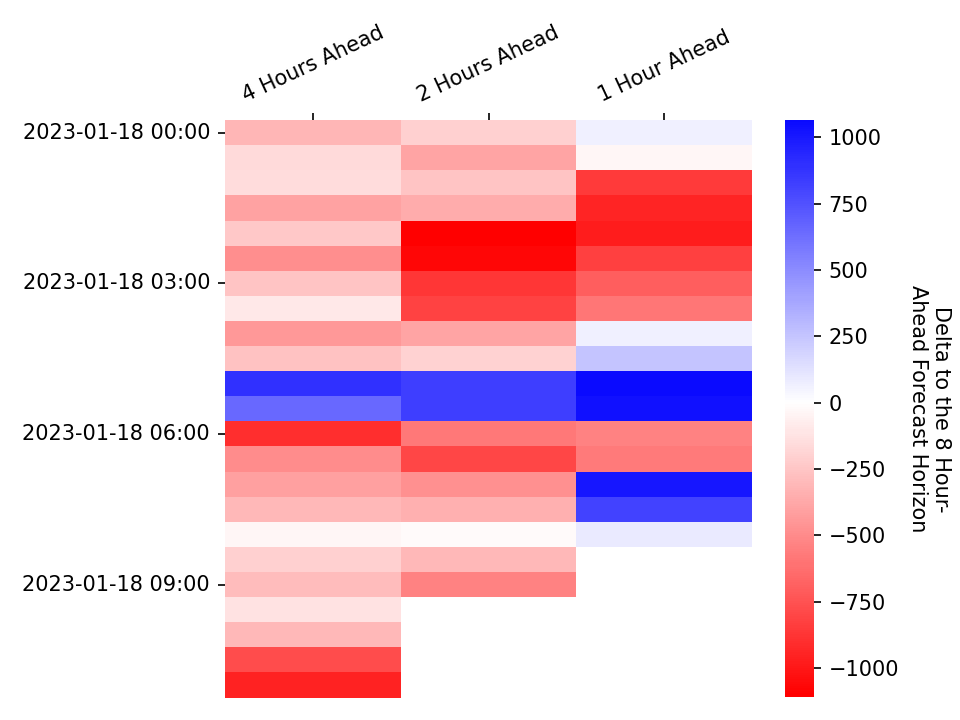 4 Hours Ahead
2 Hours Ahead
1 Hour Ahead
2023-01-18 00:00
2023-01-18 03:00
2023-01-18 06:00
2023-01-18 09:00
1000
750
500
250
0
−250
−500
−750
−1000
Delta to the 8 Hour-
Ahead Forecast Horizon